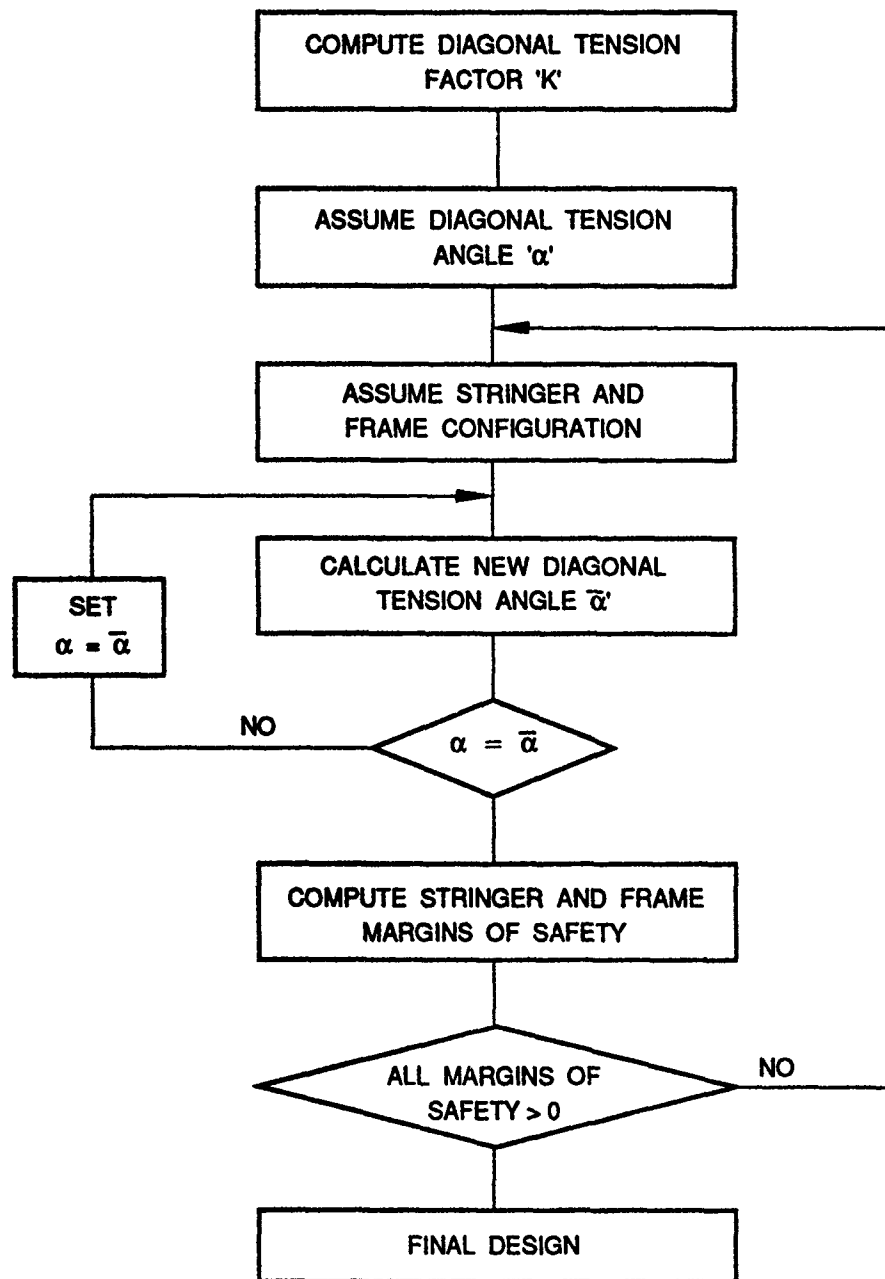 COMPUTE DIAGONAL TENSION
FACTOR 'K'
ASSUME DIAGONAL TENSION
ANGLE 'α'
ASSUME STRINGER AND
FRAME CONFIGURATION
CALCULATE NEW DIAGONAL
TENSION ANGLE ᾱ'
SET
α = ᾱ
NO
α = ᾱ
COMPUTE STRINGER AND FRAME
MARGINS OF SAFETY
ALL MARGINS OF
SAFETY > 0
NO
FINAL DESIGN